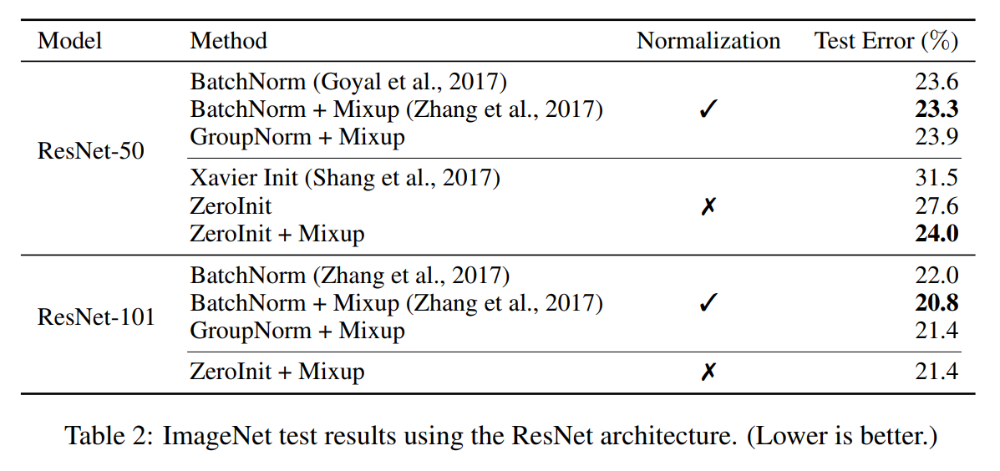 Model Method Normalization Test Error (%)
BatchNorm (Goyal et al., 2017) 23.6
BatchNorm + Mixup (Zhang et al., 2017) ✓ 23.3
GroupNorm + Mixup 23.9
ResNet-50
Xavier Init (Shang et al., 2017) 31.5
ZeroInit ✗ 27.6
ZeroInit + Mixup 24.0
BatchNorm (Zhang et al., 2017) 22.0
BatchNorm + Mixup (Zhang et al., 2017) ✓ 20.8
ResNet-101
GroupNorm + Mixup 21.4
ZeroInit + Mixup ✗ 21.4
Table 2: ImageNet test results using the ResNet architecture. (Lower is better.)